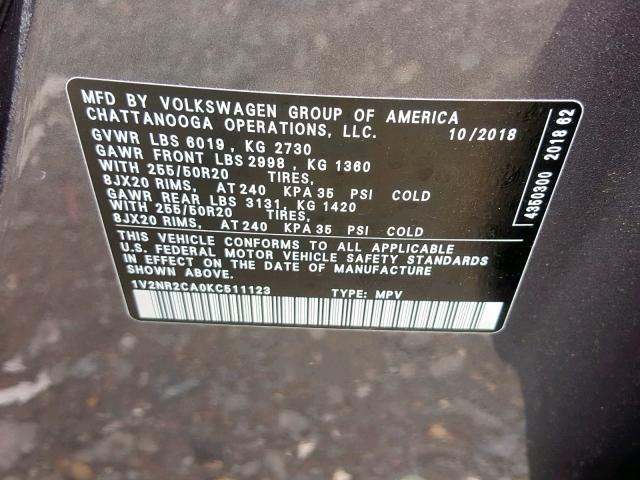 MFD BY VOLKSWAGEN GROUP OF AMERICA
CHATTANOOGA OPERATIONS, LLC. 10/2018
GVWR LBS 6019 , KG 2730
GAWR FRONT LBS 2998 , KG 1360
WITH 255/50R20 TIRES,
8JX20 RIMS, AT 240 KPA 35 PSI COLD
GAWR REAR LBS 3131, KG 1420
WITH 255/50R20 TIRES,
8JX20 RIMS, AT 240 KPA 35 PSI COLD
THIS VEHICLE CONFORMS TO ALL APPLICABLE
U.S. FEDERAL MOTOR VEHICLE SAFETY STANDARDS
IN EFFECT ON THE DATE OF MANUFACTURE
SHOWN ABOVE.
1V2NR2CA0KC511123 TYPE: MPV
4350300 2018 62